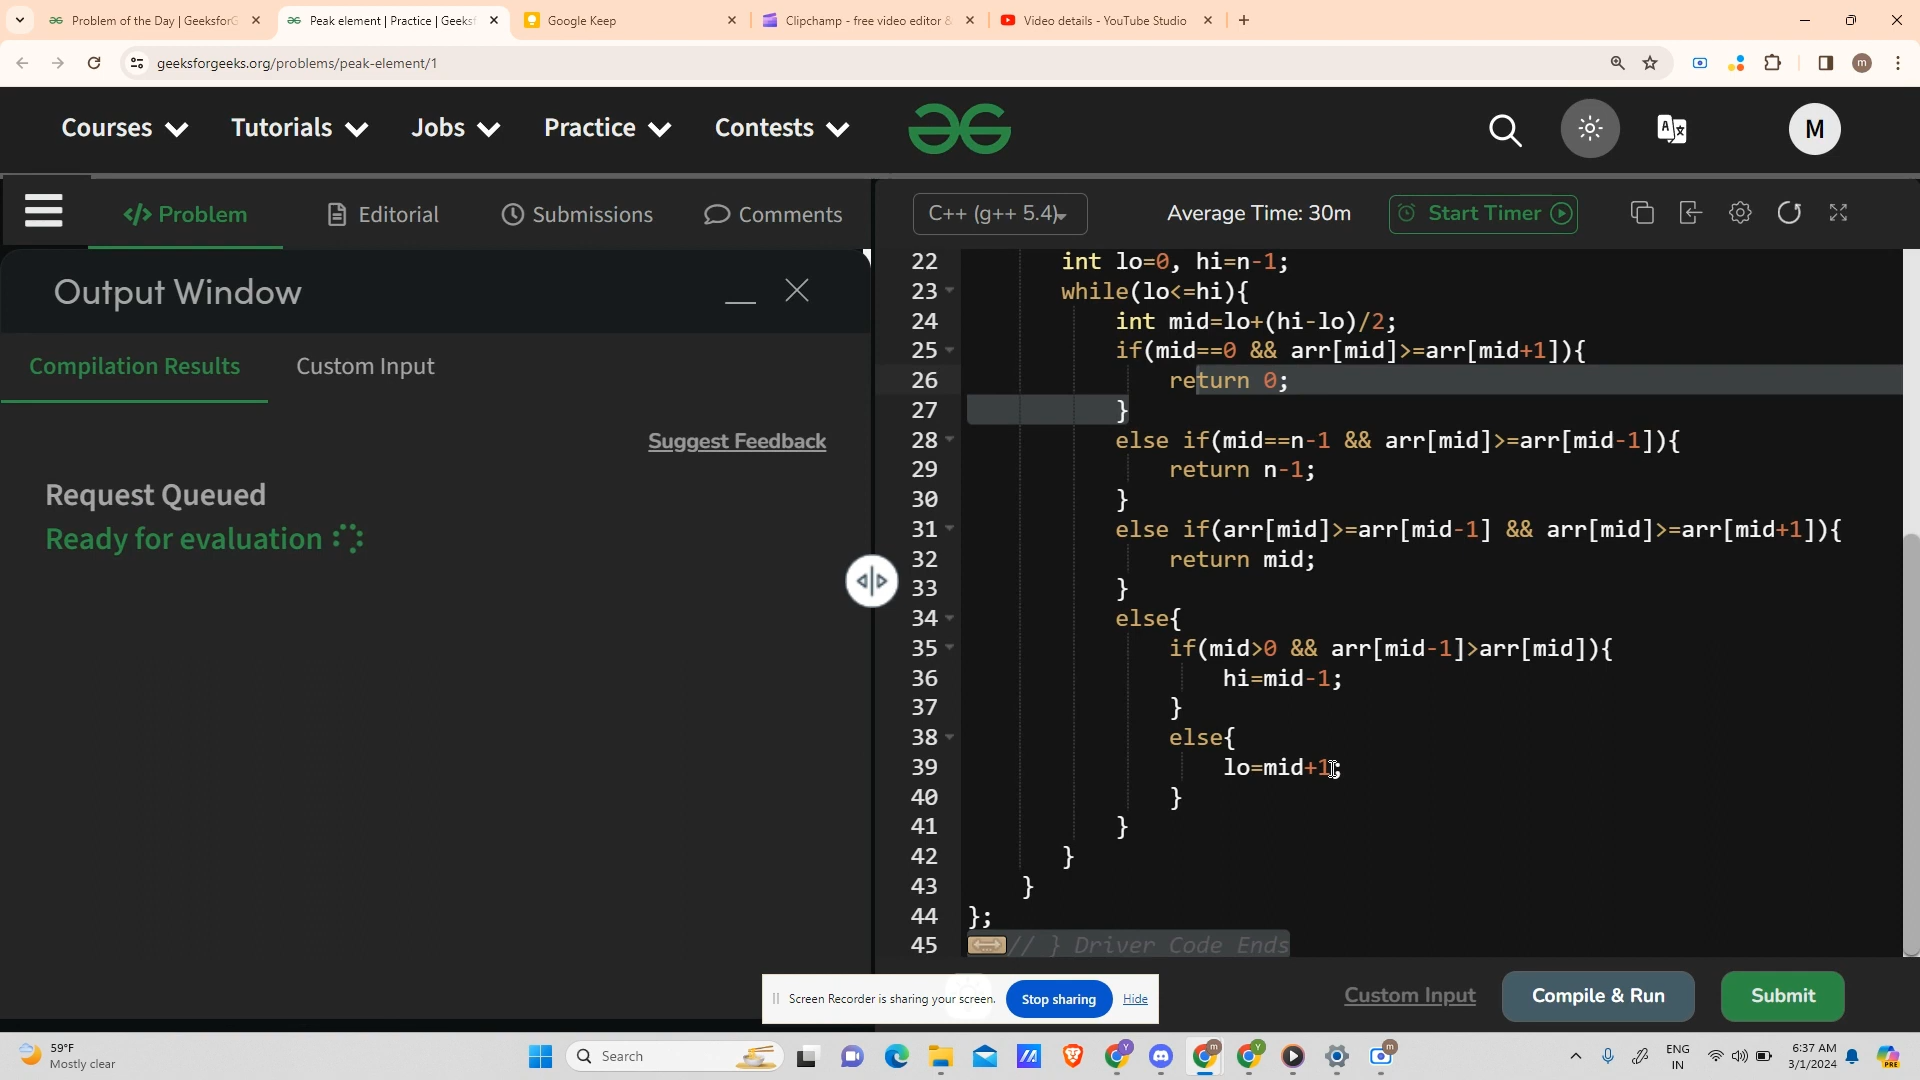 Problem of the Day | GeeksforG
Peak element | Practice | Geeks
Google Keep
Clipchamp - free video editor &
Video details - YouTube Studio
geeksforgeeks.org/problems/peak-element/1
m
Courses
Tutorials
Jobs
Practice
Contests
M
</> Problem
Editorial
Submissions
Comments
C++ (g++ 5.4)
Average Time: 30m
Start Timer
Output Window
Compilation Results
Custom Input
Suggest Feedback
Request Queued
Ready for evaluation
22 int lo=0, hi=n-1;
23 while(lo<=hi){
24 int mid=lo+(hi-lo)/2;
25 if(mid==0 && arr[mid]>=arr[mid+1]){
26 return 0;
27 }
28 else if(mid==n-1 && arr[mid]>=arr[mid-1]){
29 return n-1;
30 }
31 else if(arr[mid]>=arr[mid-1] && arr[mid]>=arr[mid+1]){
32 return mid;
33 }
34 else{
35 if(mid>0 && arr[mid-1]>arr[mid]){
36 hi=mid-1;
37 }
38 else{
39 lo=mid+1;
40 }
41 }
42 }
43 }
44 };
45 // } Driver Code Ends
Custom Input
Compile & Run
Submit
Screen Recorder is sharing your screen.
Stop sharing
Hide
59°F
Mostly clear
Search
ENG
IN
6:37 AM
3/1/2024